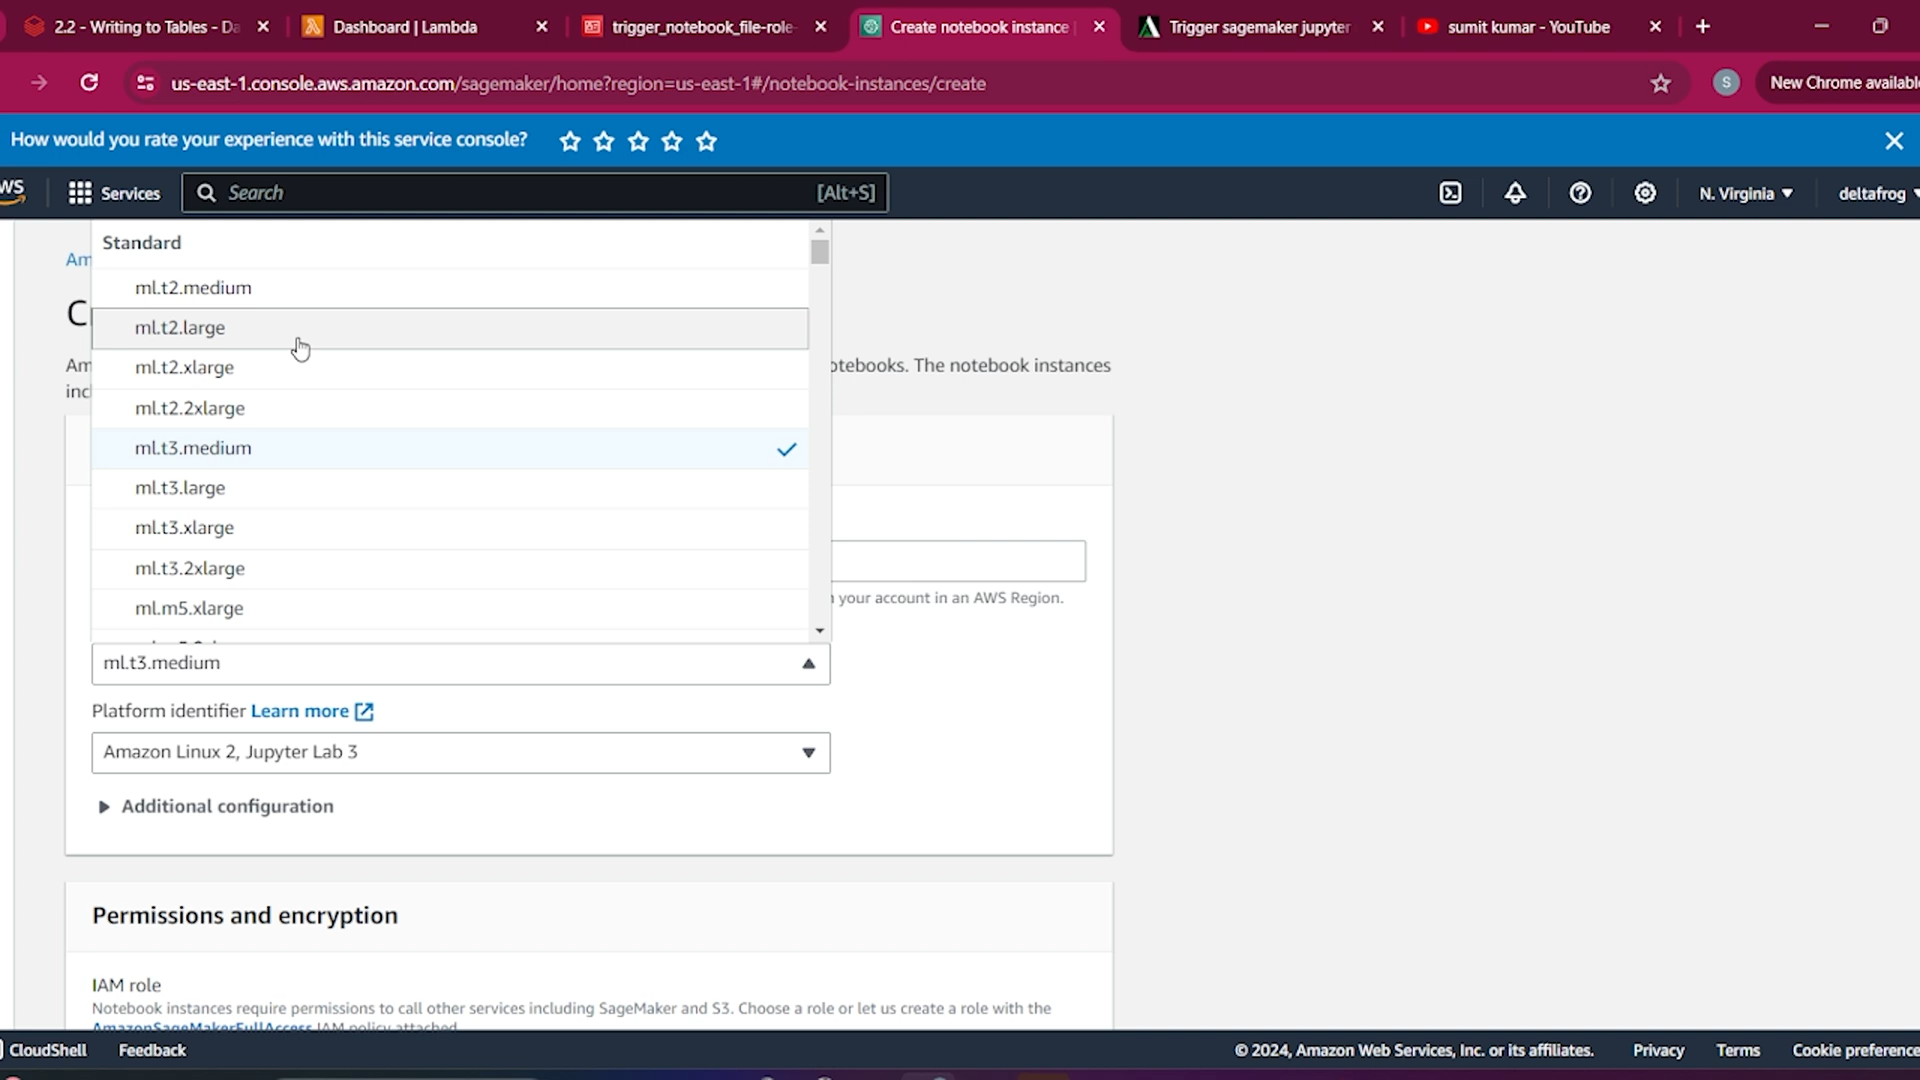 2.2 - Writing to Tables - Da
Dashboard | Lambda
trigger_notebook_file-role-
Create notebook instance
Trigger sagemaker jupyter
sumit kumar - YouTube
us-east-1.console.aws.amazon.com/sagemaker/home?region=us-east-1#/notebook-instances/create
S
New Chrome available
How would you rate your experience with this service console?
Services
Search
[Alt+S]
N. Virginia
deltafrog
Standard
ml.t2.medium
ml.t2.large
ml.t2.xlarge
otebooks. The notebook instances
ml.t2.2xlarge
ml.t3.medium
ml.t3.large
ml.t3.xlarge
ml.t3.2xlarge
your account in an AWS Region.
ml.m5.xlarge
ml.t3.medium
Platform identifier Learn more
Amazon Linux 2, Jupyter Lab 3
Additional configuration
Permissions and encryption
IAM role
Notebook instances require permissions to call other services including SageMaker and S3. Choose a role or let us create a role with the
AmazonSageMakerFullAccess IAM policy attached
CloudShell
Feedback
© 2024, Amazon Web Services, Inc. or its affiliates.
Privacy
Terms
Cookie preference